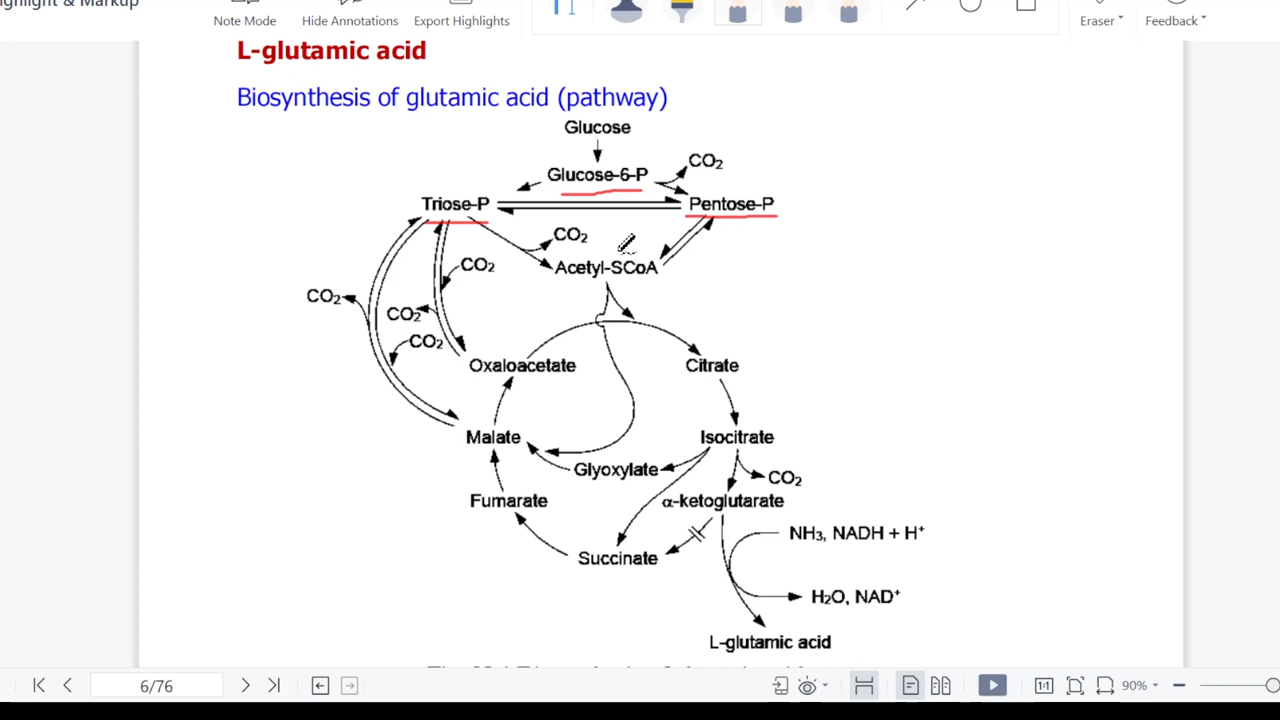 ighlight & Markup
Note Mode
Hide Annotations
Export Highlights
Eraser
Feedback
L-glutamic acid
Biosynthesis of glutamic acid (pathway)
Glucose
Glucose-6-P
CO₂
Triose-P
Pentose-P
CO₂
Acetyl-SCoA
CO₂
CO₂
CO₂
CO₂
Oxaloacetate
Citrate
Malate
Isocitrate
Glyoxylate
CO₂
Fumarate
α-ketoglutarate
Succinate
NH₃, NADH + H⁺
H₂O, NAD⁺
L-glutamic acid
6/76
1:1
90%